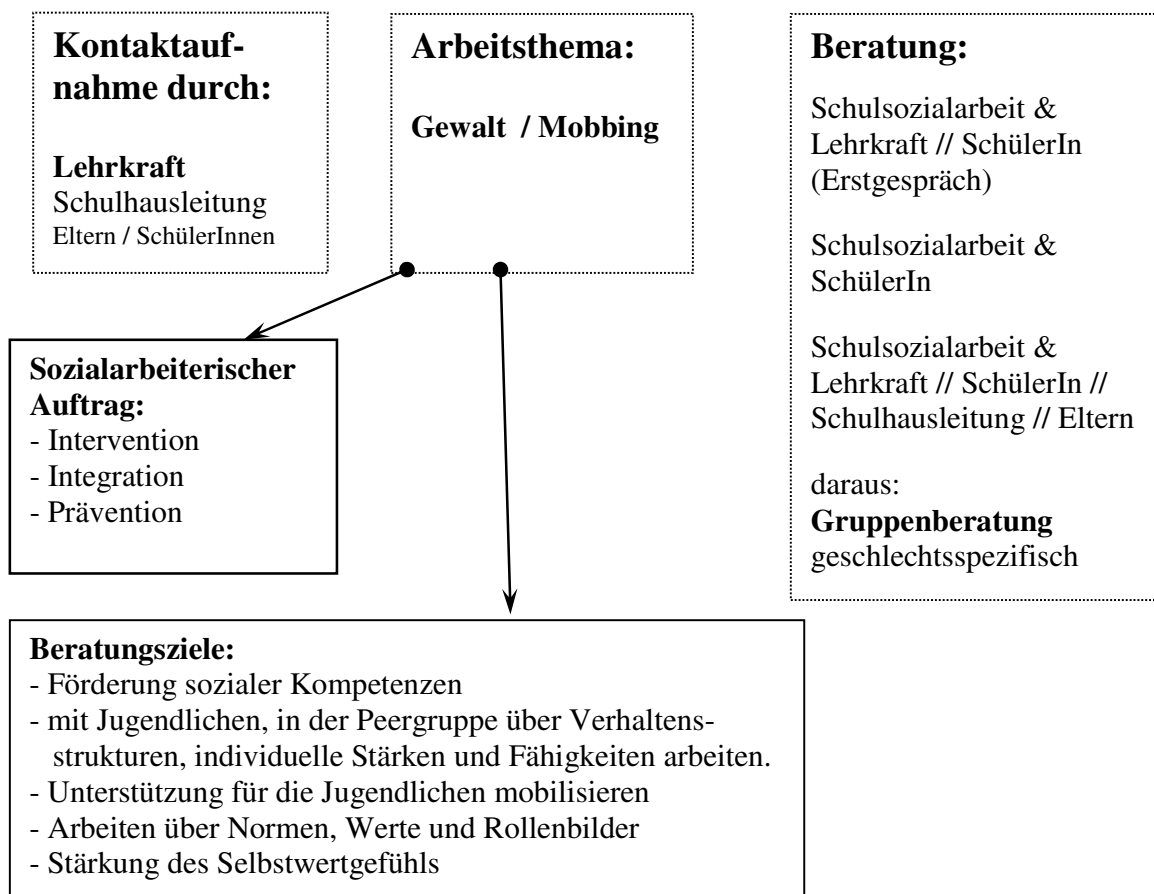 Kontaktauf-
nahme durch:
Lehrkraft
Schulhausleitung
Eltern / SchülerInnen
Arbeitsthema:
Gewalt / Mobbing
Beratung:
Schulsozialarbeit &
Lehrkraft // SchülerIn
(Erstgespräch)
Schulsozialarbeit &
SchülerIn
Schulsozialarbeit &
Lehrkraft // SchülerIn //
Schulhausleitung // Eltern
daraus:
Gruppenberatung
geschlechtsspezifisch
Sozialarbeiterischer
Auftrag:
- Intervention
- Integration
- Prävention
Beratungsziele:
- Förderung sozialer Kompetenzen
- mit Jugendlichen, in der Peergruppe über Verhaltens-
strukturen, individuelle Stärken und Fähigkeiten arbeiten.
- Unterstützung für die Jugendlichen mobilisieren
- Arbeiten über Normen, Werte und Rollenbilder
- Stärkung des Selbstwertgefühls